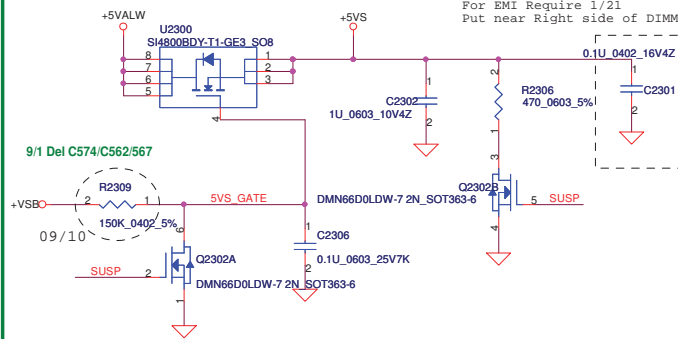 For EMI Require 1/21
Put near Right side of DIMM
+5VALW
+5VS
U2300
SI4800BDY-T1-GE3_SO8
8
7
6
5
1
2
3
4
0.1U_0402_16V4Z
1
C2301
2
1
C2302
1U_0603_10V4Z
2
2
R2306
470_0603_5%
1
9/1 Del C574/C562/567
R2309
+VSB
2
1
150K_0402_5%
09/10
5VS_GATE
DMN66D0LDW-7 2N_SOT363-6
3
Q2302B
5
SUSP
4
6
SUSP
2
Q2302A
DMN66D0LDW-7 2N_SOT363-6
1
1
C2306
0.1U_0603_25V7K
2